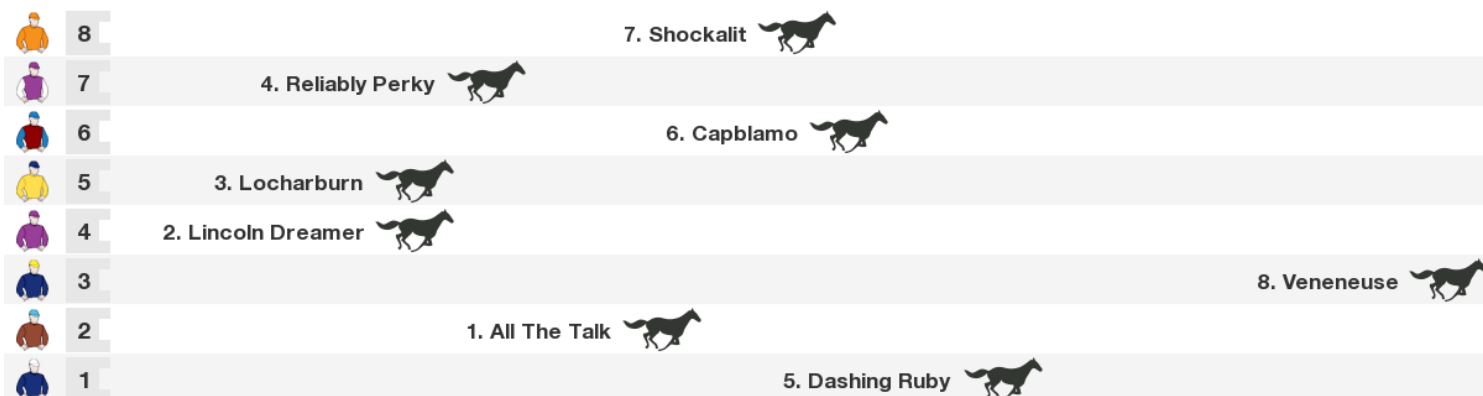 8 7. Shockalit
7 4. Reliably Perky
6 6. Capblamo
5 3. Locharburn
4 2. Lincoln Dreamer
3 8. Veneneuse
2 1. All The Talk
1 5. Dashing Ruby